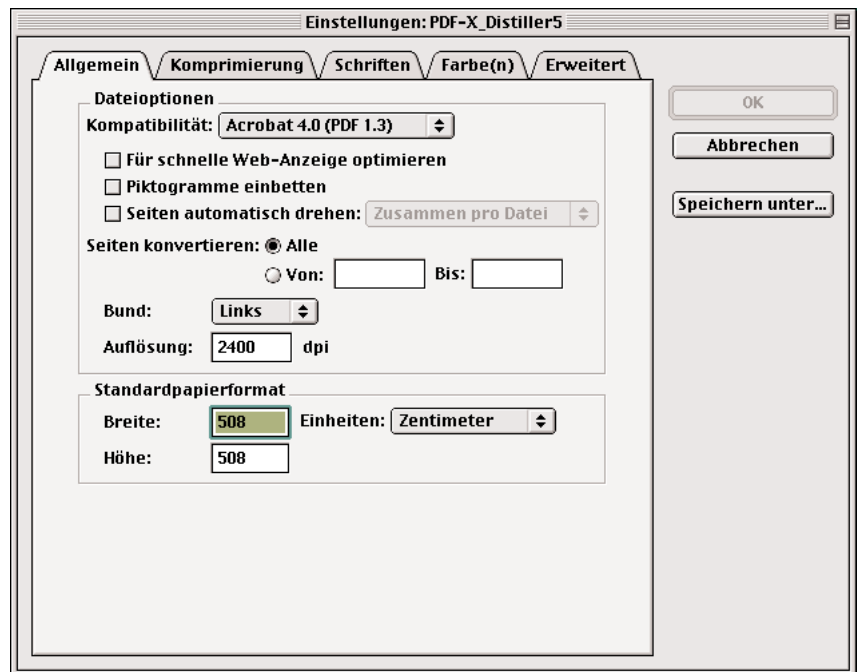 Einstellungen: PDF-X_Distiller5
Allgemein Komprimierung Schriften Farbe(n) Erweitert
Dateioptionen
Kompatibilität: Acrobat 4.0 (PDF 1.3)
Für schnelle Web-Anzeige optimieren
Piktogramme einbetten
Seiten automatisch drehen: Zusammen pro Datei
Seiten konvertieren: Alle
Von: Bis:
Bund: Links
Auflösung: 2400 dpi
Standardpapierformat
Breite: 508 Einheiten: Zentimeter
Höhe: 508
OK
Abbrechen
Speichern unter...